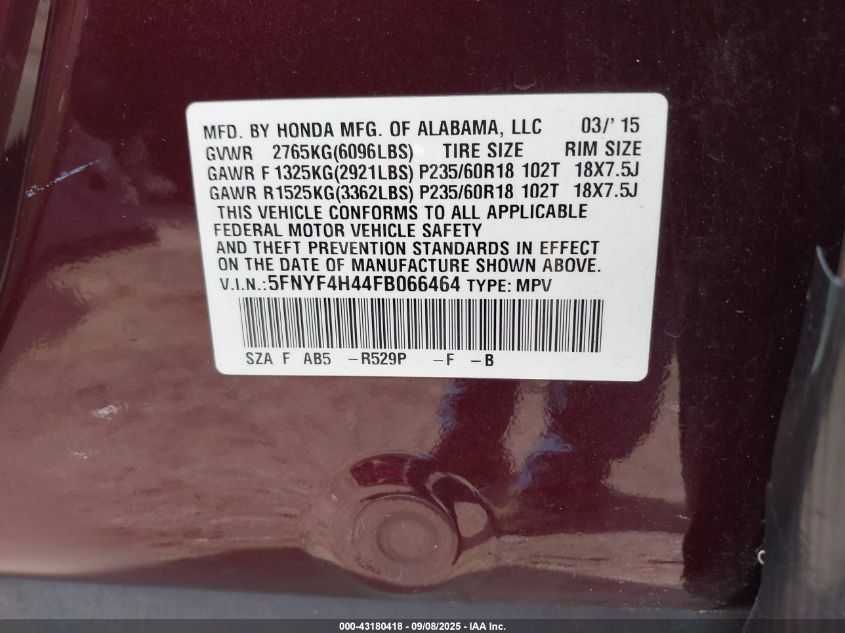 MFD. BY HONDA MFG. OF ALABAMA, LLC 03/' 15
GVWR 2765KG(6096LBS) TIRE SIZE RIM SIZE
GAWR F 1325KG(2921LBS) P235/60R18 102T 18X7.5J
GAWR R1525KG(3362LBS) P235/60R18 102T 18X7.5J
THIS VEHICLE CONFORMS TO ALL APPLICABLE
FEDERAL MOTOR VEHICLE SAFETY
AND THEFT PREVENTION STANDARDS IN EFFECT
ON THE DATE OF MANUFACTURE SHOWN ABOVE.
V.I.N.:5FNYF4H44FB066464 TYPE: MPV
SZA F AB5 -R529P -F -B
000-43180418 - 09/08/2025 - IAA Inc.